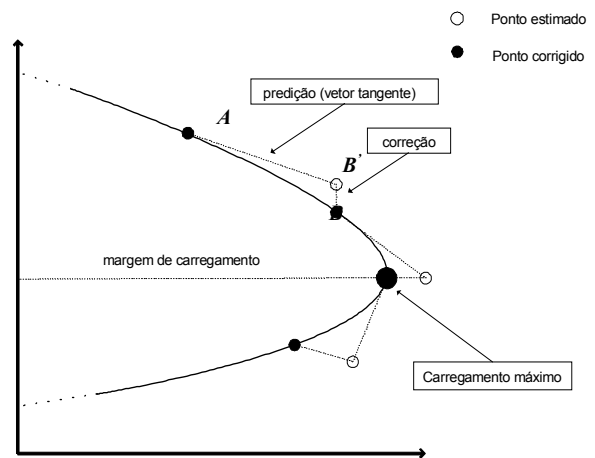 Ponto estimado
Ponto corrigido
predição (vetor tangente)
A
B'
correção
B
margem de carregamento
Carregamento máximo